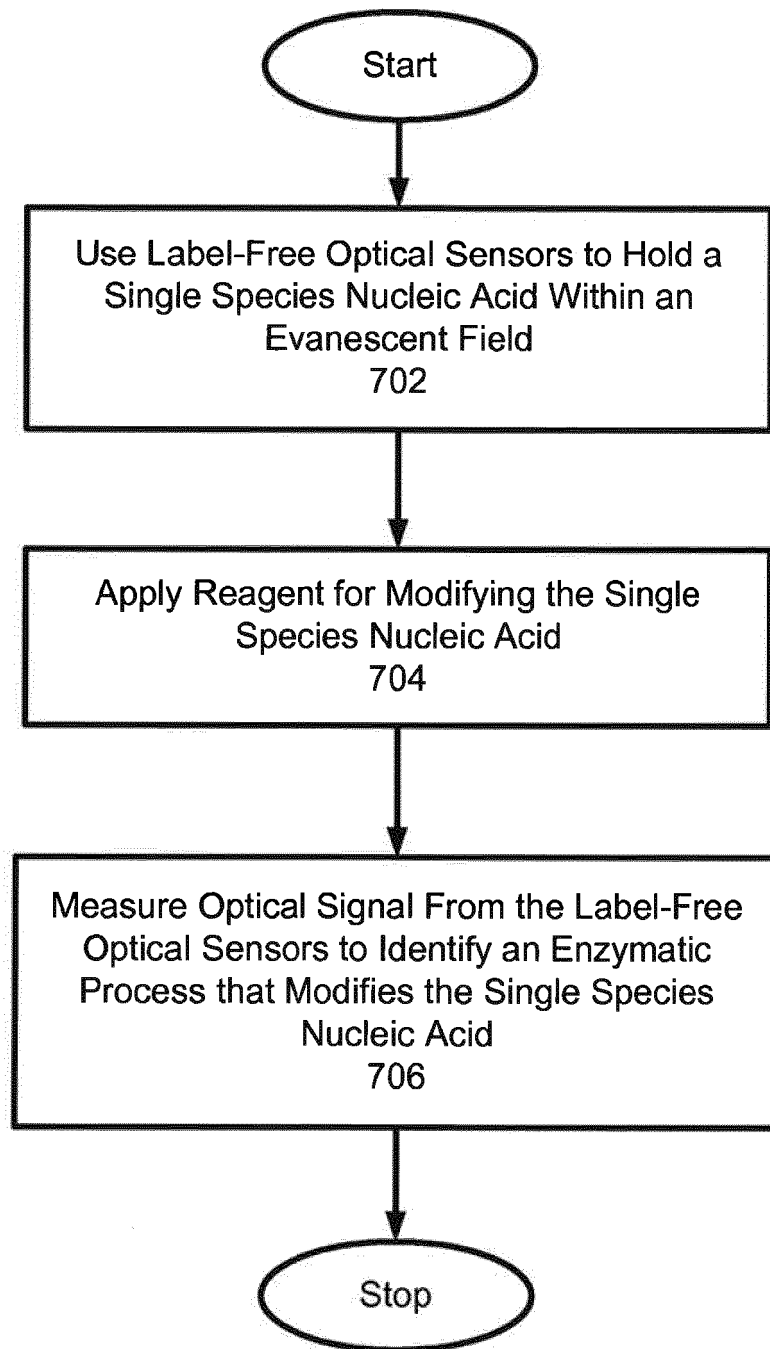 Start
Use Label-Free Optical Sensors to Hold a
Single Species Nucleic Acid Within an
Evanescent Field
702
Apply Reagent for Modifying the Single
Species Nucleic Acid
704
Measure Optical Signal From the Label-Free
Optical Sensors to Identify an Enzymatic
Process that Modifies the Single Species
Nucleic Acid
706
Stop